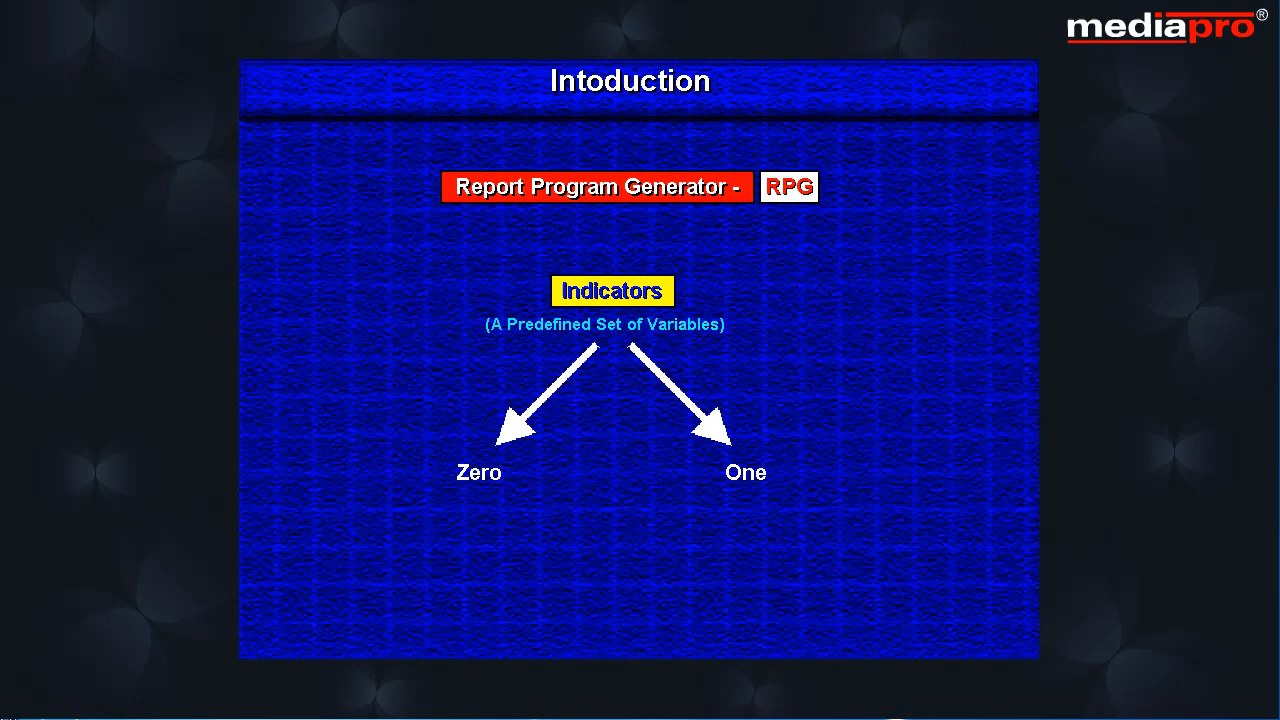 mediapro®
Intoduction
Report Program Generator - RPG
Indicators
(A Predefined Set of Variables)
Zero One